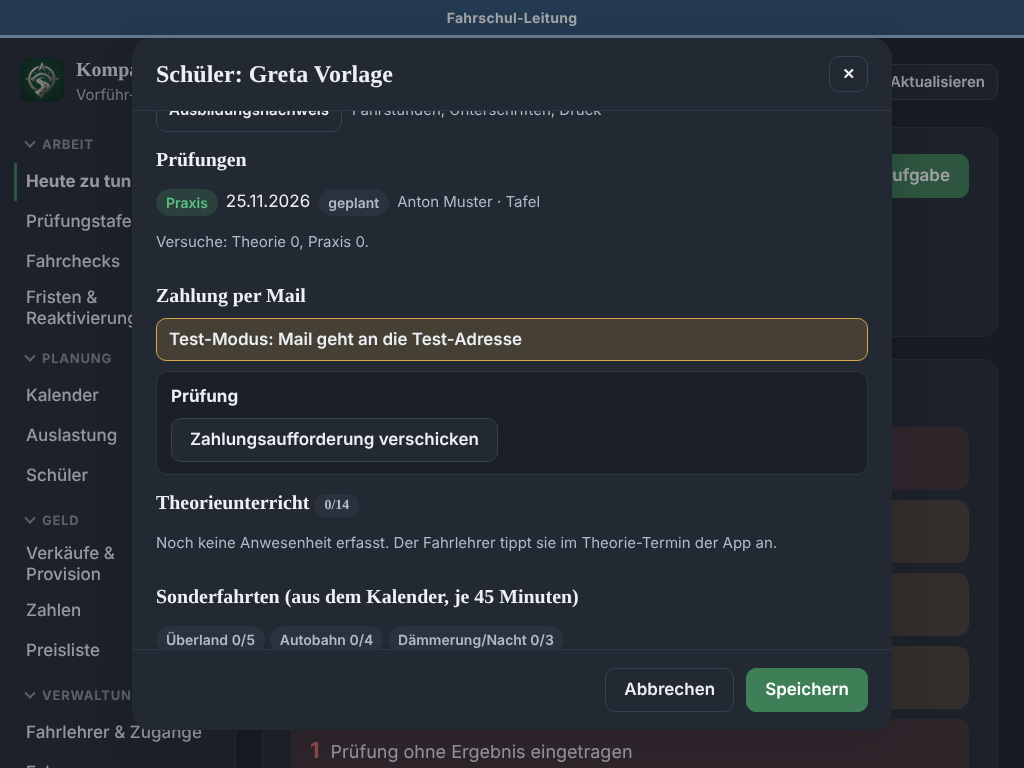 Fahrschul-Leitung
Schüler: Greta Vorlage
×
Aktualisieren
Ausbildungsnachweis Fahrstunden, Unterschriften, Druck
ARBEIT
Heute zu tun
Fahrchecks
Fristen &
PLANUNG
Kalender
Auslastung
Schüler
GELD
Verkäufe &
Provision
Zahlen
Preisliste
Fahrlehrer & Zugänge
Prüfungen
Praxis 25.11.2026 geplant Anton Muster · Tafel
Versuche: Theorie 0, Praxis 0.
Zahlung per Mail
Test-Modus: Mail geht an die Test-Adresse
Prüfung
Zahlungsaufforderung verschicken
Theorieunterricht 0/14
Noch keine Anwesenheit erfasst. Der Fahrlehrer tippt sie im Theorie-Termin der App an.
Sonderfahrten (aus dem Kalender, je 45 Minuten)
Überland 0/5 Autobahn 0/4 Dämmerung/Nacht 0/3
Abbrechen Speichern
1 Prüfung ohne Ergebnis eingetragen